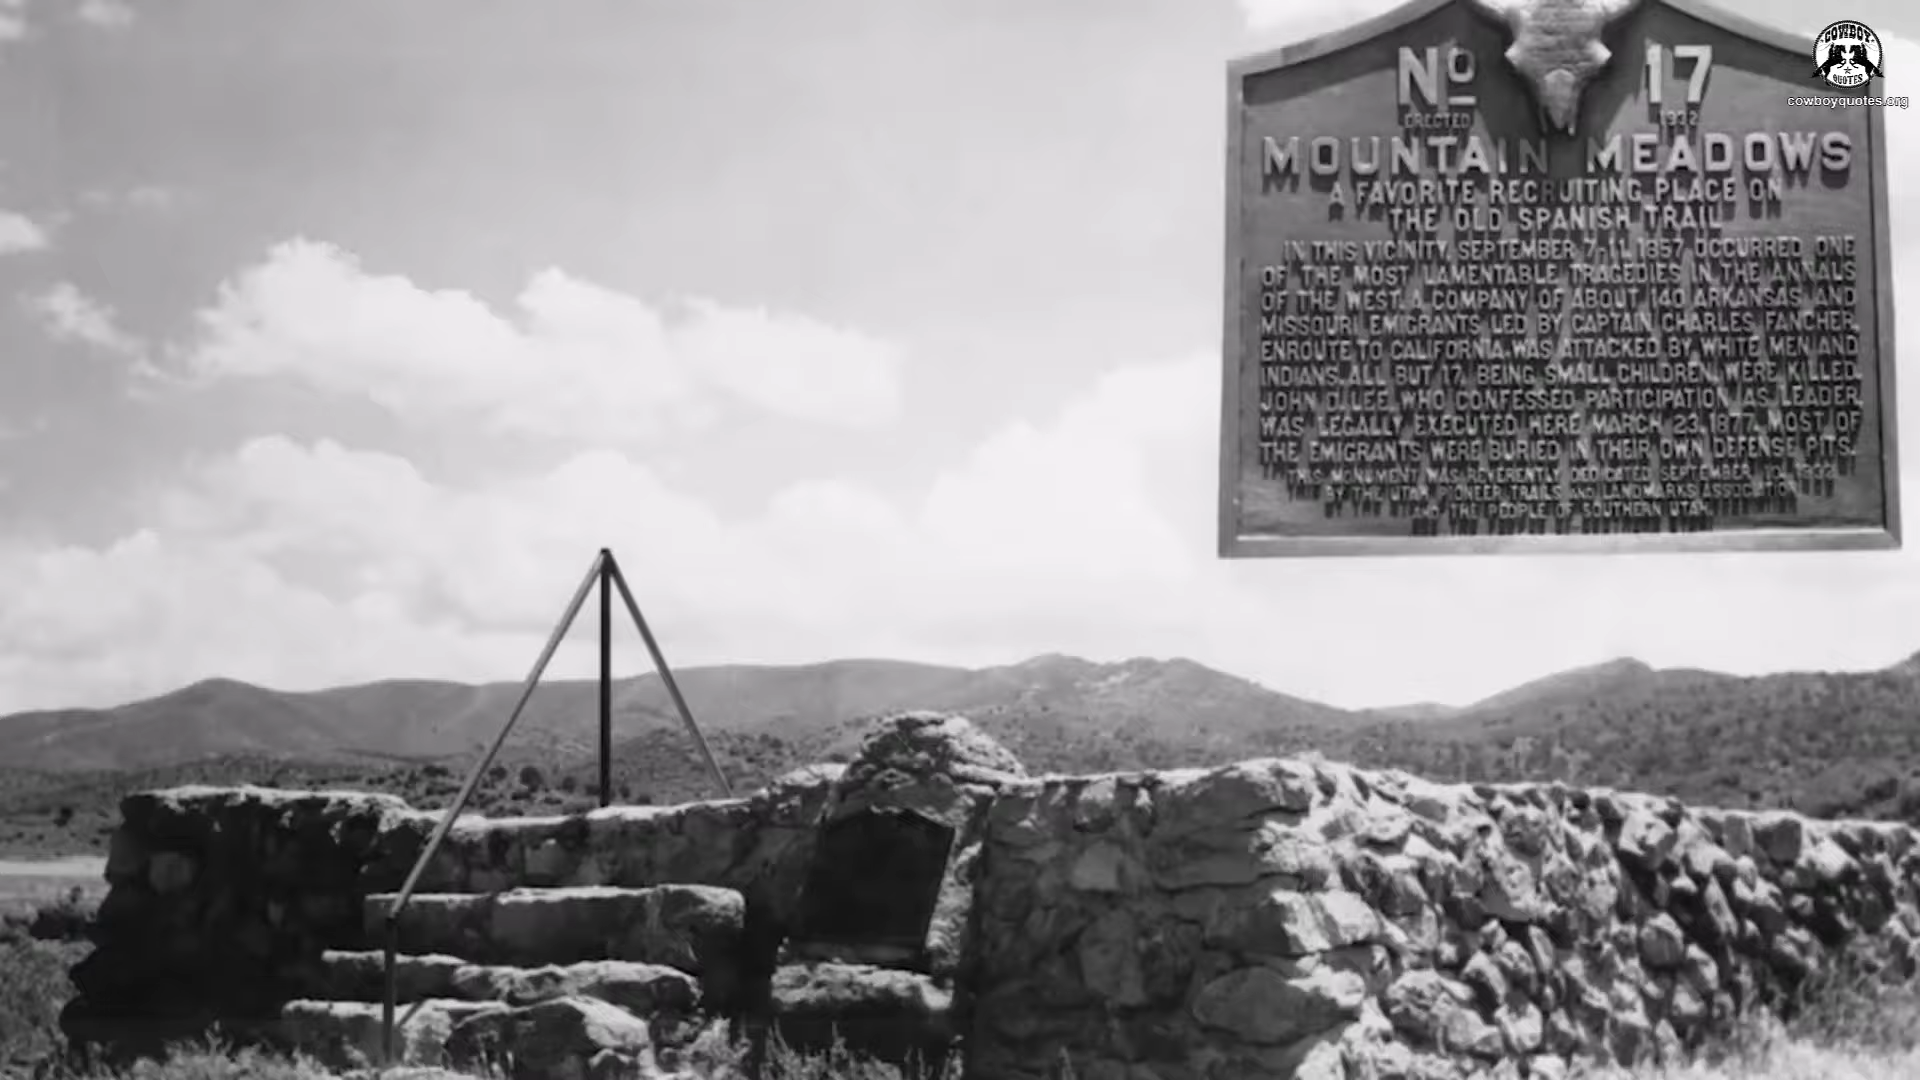 COWBOY
QUOTES
cowboyquotes.org
No 17
ERECTED 1932
MOUNTAIN MEADOWS
A FAVORITE RECRUITING PLACE ON
THE OLD SPANISH TRAIL
IN THIS VICINITY, SEPTEMBER 7-11, 1857 OCCURRED ONE
OF THE MOST LAMENTABLE TRAGEDIES IN THE ANNALS
OF THE WEST. A COMPANY OF ABOUT 140 ARKANSAS AND
MISSOURI EMIGRANTS LED BY CAPTAIN CHARLES FANCHER,
ENROUTE TO CALIFORNIA, WAS ATTACKED BY WHITE MEN AND
INDIANS. ALL BUT 17, BEING SMALL CHILDREN, WERE KILLED.
JOHN D. LEE, WHO CONFESSED PARTICIPATION AS LEADER,
WAS LEGALLY EXECUTED HERE MARCH 23, 1877. MOST OF
THE EMIGRANTS WERE BURIED IN THEIR OWN DEFENSE PITS.
THIS MONUMENT WAS REVERENTLY DEDICATED SEPTEMBER 10, 1932
BY THE UTAH PIONEER TRAILS AND LANDMARKS ASSOCIATION
AND THE PEOPLE OF SOUTHERN UTAH.